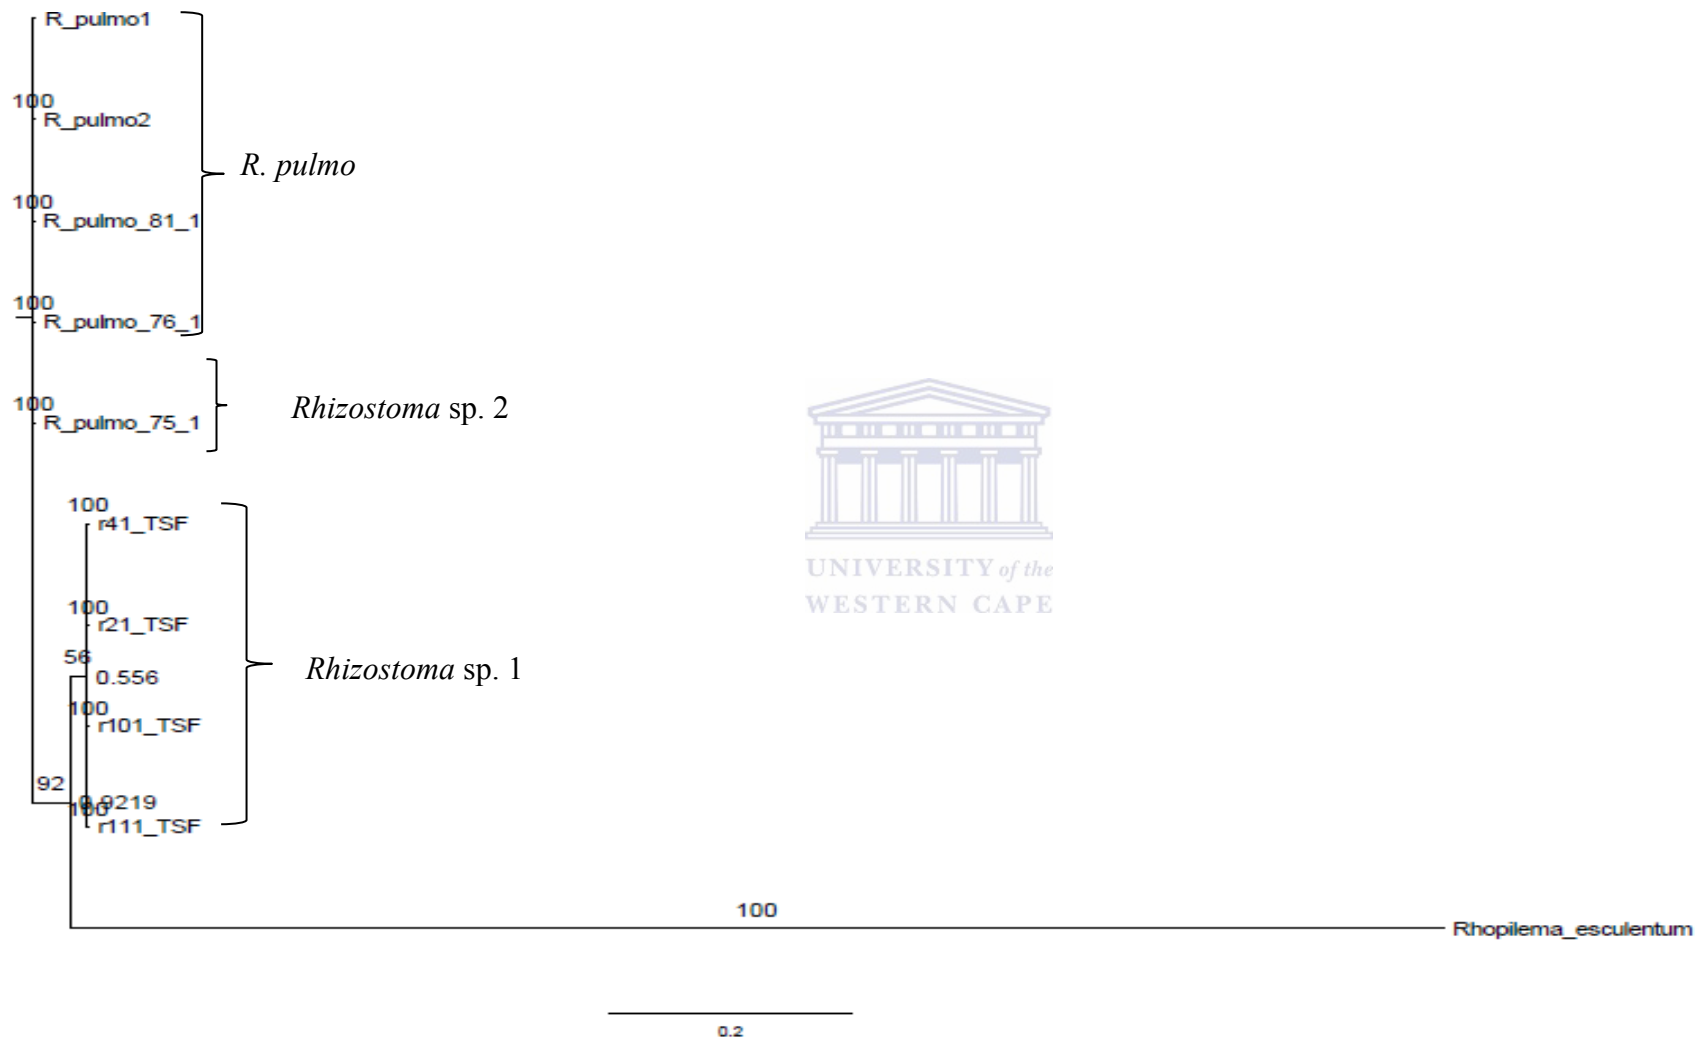 R_pulmo1
100
R_pulmo2
R. pulmo
100
R_pulmo_81_1
100
R_pulmo_76_1
100
R_pulmo_75_1
Rhizostoma sp. 2
100
r41_TSF
100
r21_TSF
56
0.556
Rhizostoma sp. 1
100
r101_TSF
92
0.9219
100
r111_TSF
100
Rhopilema_esculentum
0.2
UNIVERSITY of the
WESTERN CAPE